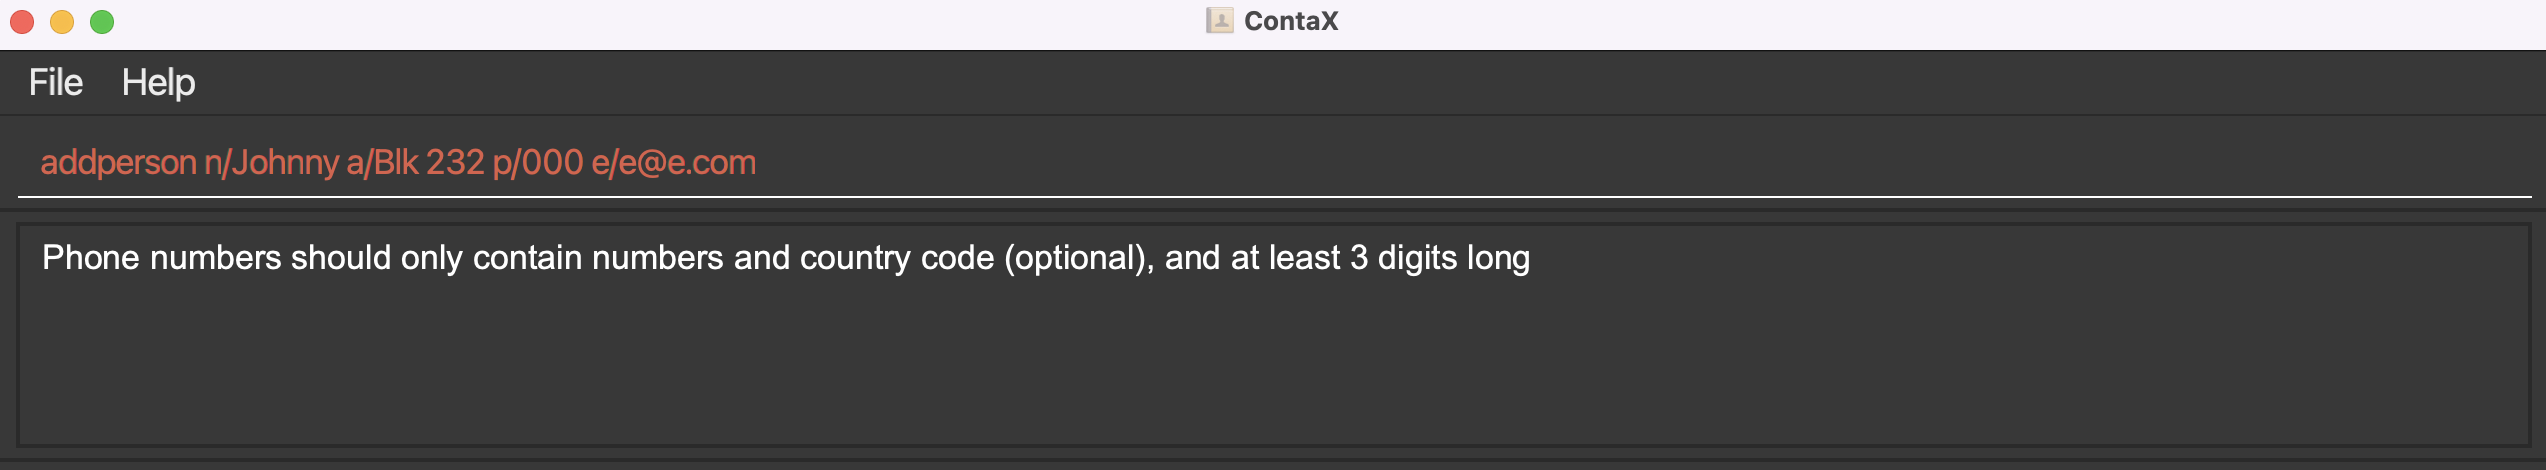 ContaX
File Help
addperson n/Johnny a/Blk 232 p/000 e/e@e.com
Phone numbers should only contain numbers and country code (optional), and at least 3 digits long